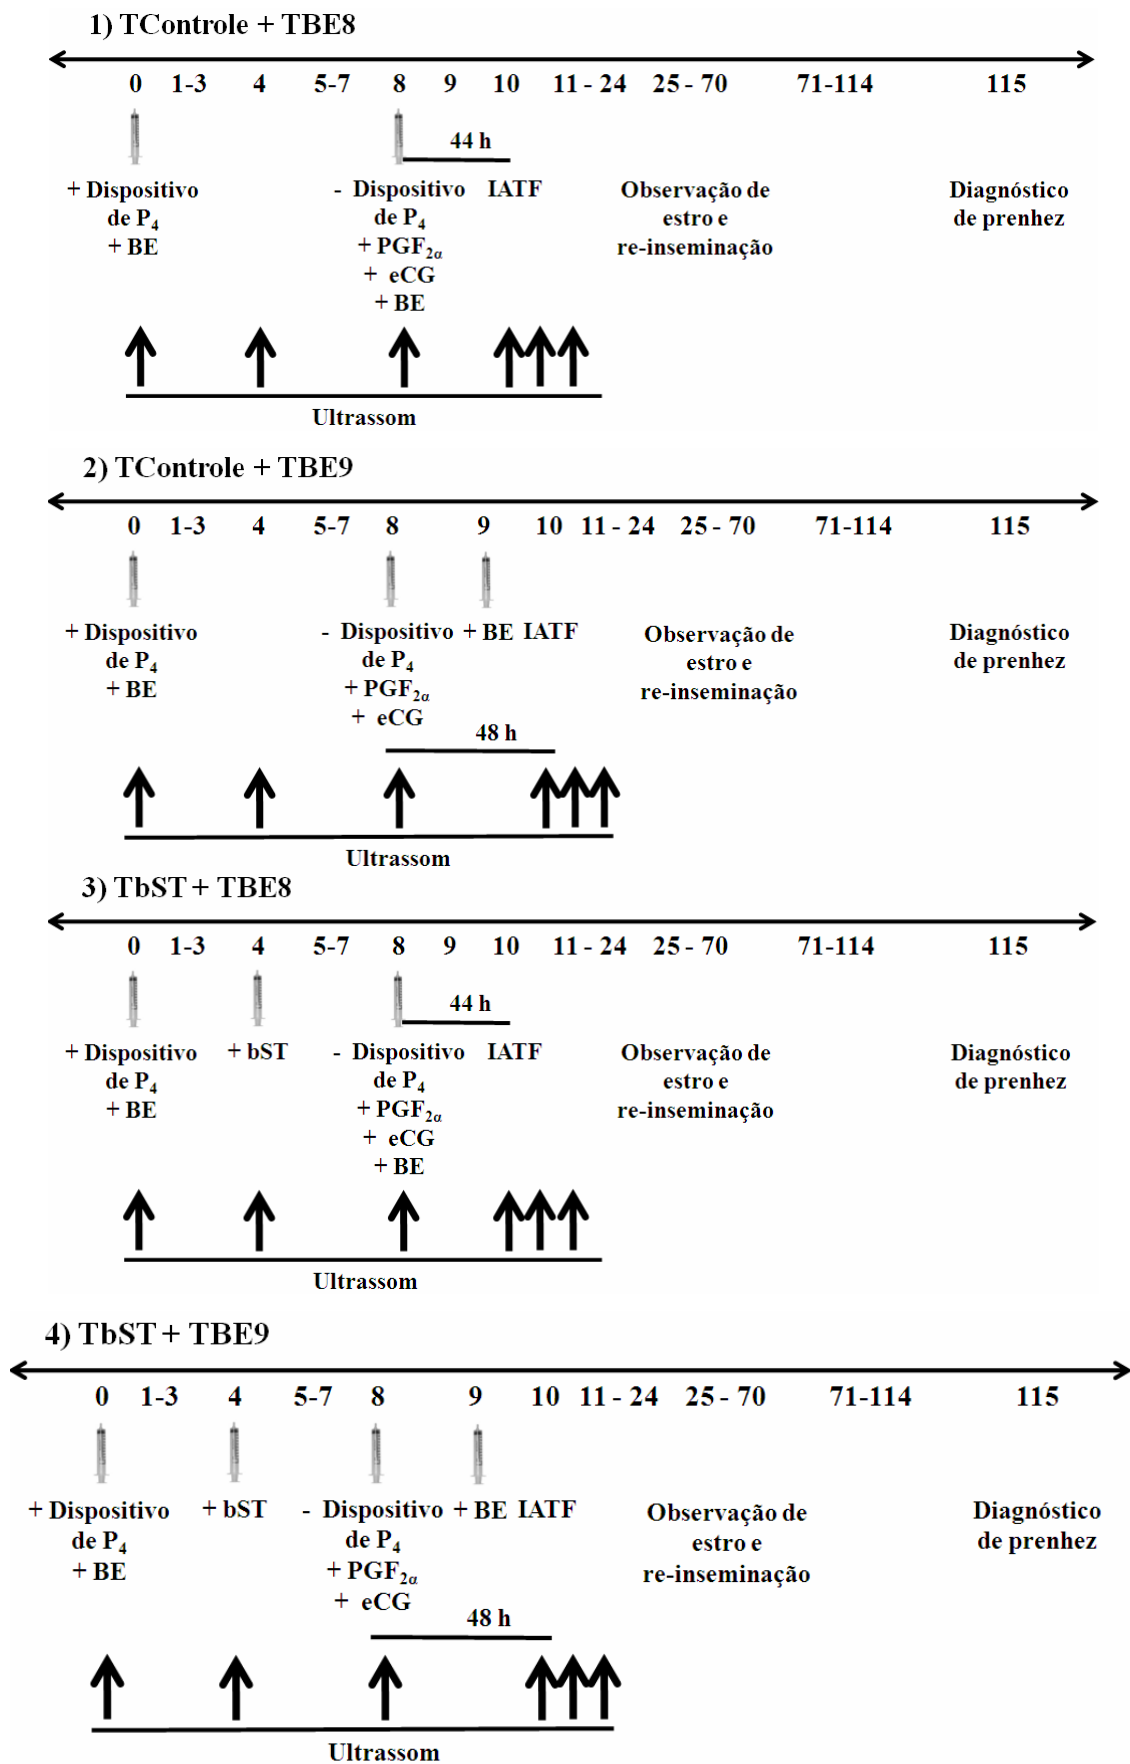 1) TControle + TBE8
0 1-3 4 5-7 8 9 10 11 - 24 25 - 70 71-114 115
44 h
+ Dispositivo - Dispositivo IATF Observação de Diagnóstico
de P4 de P4 estro e de prenhez
+ BE + PGF2α re-inseminação
+ eCG
+ BE
Ultrassom
2) TControle + TBE9
0 1-3 4 5-7 8 9 10 11 - 24 25 - 70 71-114 115
+ Dispositivo - Dispositivo + BE IATF Observação de Diagnóstico
de P4 de P4 estro e de prenhez
+ BE + PGF2α re-inseminação
+ eCG
48 h
Ultrassom
3) TbST + TBE8
0 1-3 4 5-7 8 9 10 11 - 24 25 - 70 71-114 115
44 h
+ Dispositivo + bST - Dispositivo IATF Observação de Diagnóstico
de P4 de P4 estro e de prenhez
+ BE + PGF2α re-inseminação
+ eCG
+ BE
Ultrassom
4) TbST + TBE9
0 1-3 4 5-7 8 9 10 11 - 24 25 - 70 71-114 115
+ Dispositivo + bST - Dispositivo + BE IATF Observação de Diagnóstico
de P4 de P4 estro e de prenhez
+ BE + PGF2α re-inseminação
+ eCG
48 h
Ultrassom